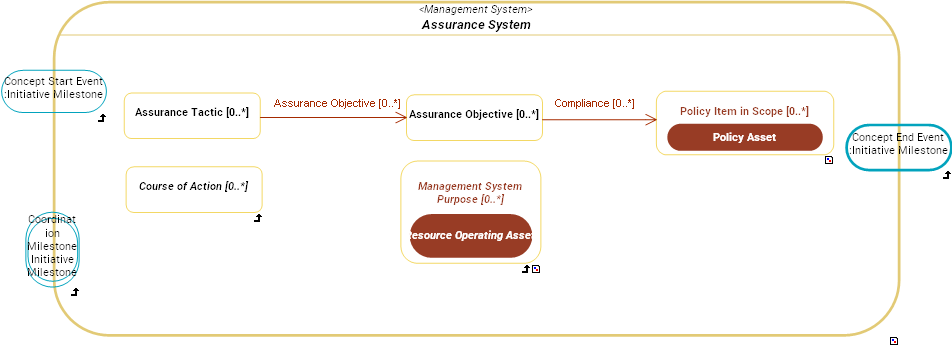 <Management System>
Assurance System
Concept Start Event
:Initiative Milestone
Assurance Tactic [0..*]
Assurance Objective [0..*]
Assurance Objective [0..*]
Compliance [0..*]
Policy Item in Scope [0..*]
Policy Asset
Concept End Event
:Initiative Milestone
Course of Action [0..*]
Management System
Purpose [0..*]
Resource Operating Asset
Coordinat
ion
Milestone
Initiative
Milestone